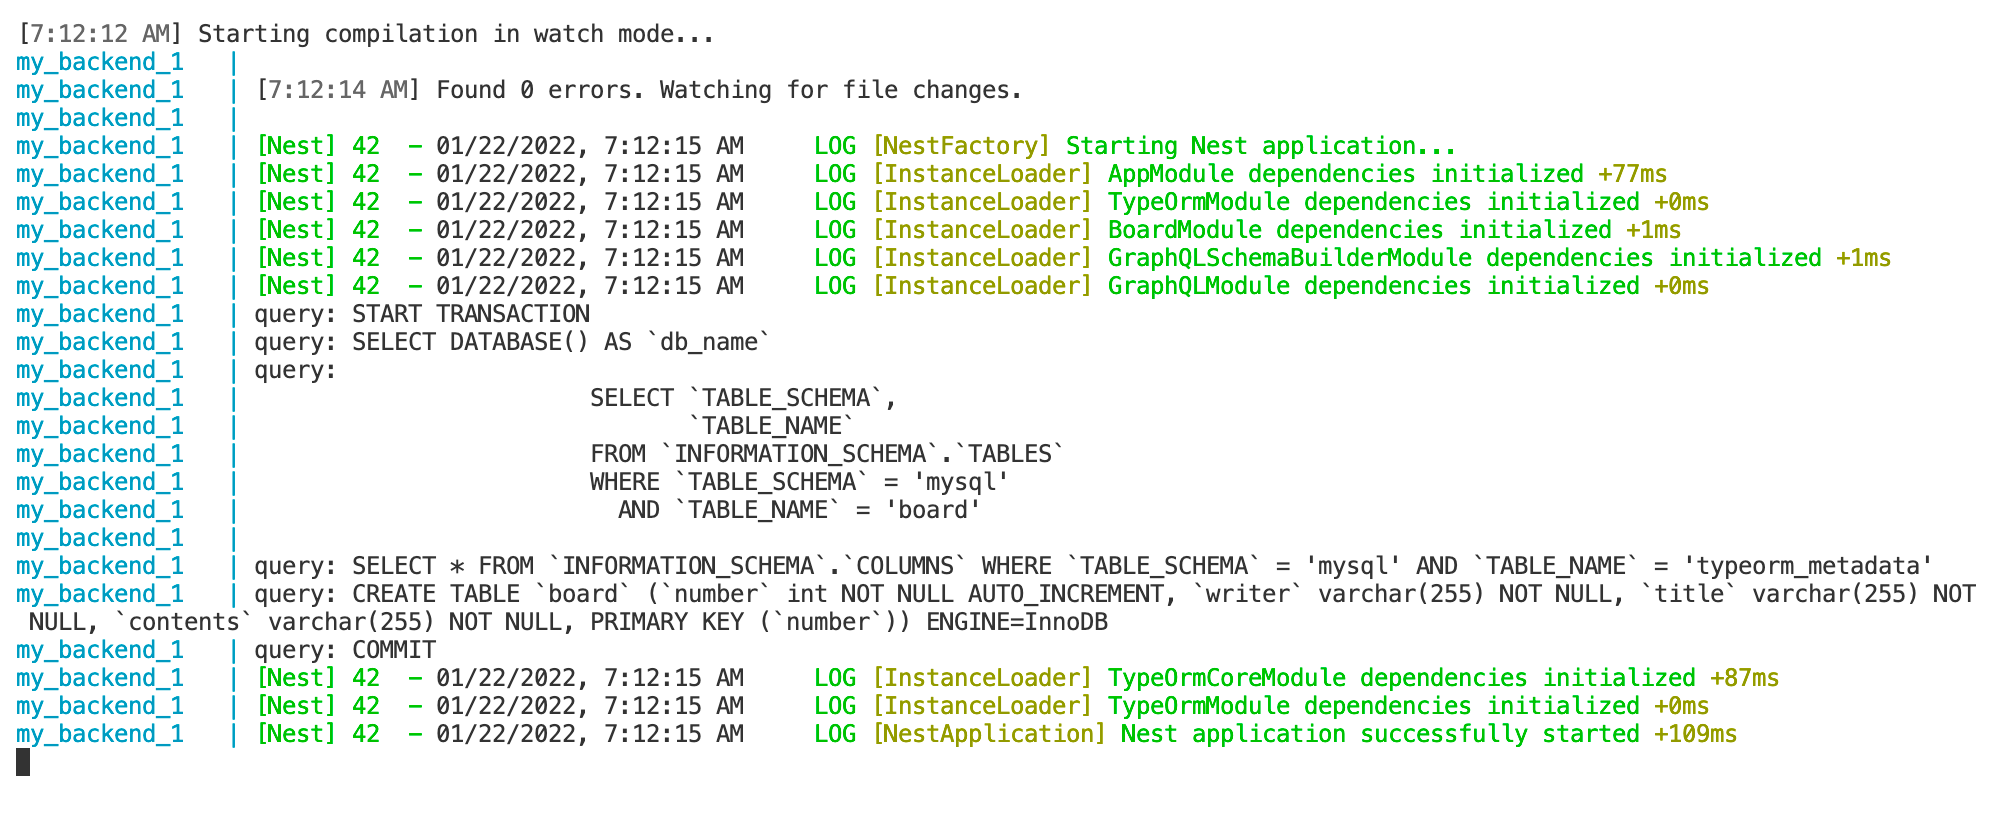 [7:12:12 AM] Starting compilation in watch mode...
my_backend_1   |
my_backend_1   | [7:12:14 AM] Found 0 errors. Watching for file changes.
my_backend_1   |
my_backend_1   | [Nest] 42  - 01/22/2022, 7:12:15 AM     LOG [NestFactory] Starting Nest application...
my_backend_1   | [Nest] 42  - 01/22/2022, 7:12:15 AM     LOG [InstanceLoader] AppModule dependencies initialized +77ms
my_backend_1   | [Nest] 42  - 01/22/2022, 7:12:15 AM     LOG [InstanceLoader] TypeOrmModule dependencies initialized +0ms
my_backend_1   | [Nest] 42  - 01/22/2022, 7:12:15 AM     LOG [InstanceLoader] BoardModule dependencies initialized +1ms
my_backend_1   | [Nest] 42  - 01/22/2022, 7:12:15 AM     LOG [InstanceLoader] GraphQLSchemaBuilderModule dependencies initialized +1ms
my_backend_1   | [Nest] 42  - 01/22/2022, 7:12:15 AM     LOG [InstanceLoader] GraphQLModule dependencies initialized +0ms
my_backend_1   | query: START TRANSACTION
my_backend_1   | query: SELECT DATABASE() AS `db_name`
my_backend_1   | query:
my_backend_1   |                         SELECT `TABLE_SCHEMA`,
my_backend_1   |                                `TABLE_NAME`
my_backend_1   |                         FROM `INFORMATION_SCHEMA`.`TABLES`
my_backend_1   |                         WHERE `TABLE_SCHEMA` = 'mysql'
my_backend_1   |                           AND `TABLE_NAME` = 'board'
my_backend_1   |
my_backend_1   | query: SELECT * FROM `INFORMATION_SCHEMA`.`COLUMNS` WHERE `TABLE_SCHEMA` = 'mysql' AND `TABLE_NAME` = 'typeorm_metadata'
my_backend_1   | query: CREATE TABLE `board` (`number` int NOT NULL AUTO_INCREMENT, `writer` varchar(255) NOT NULL, `title` varchar(255) NOT
 NULL, `contents` varchar(255) NOT NULL, PRIMARY KEY (`number`)) ENGINE=InnoDB
my_backend_1   | query: COMMIT
my_backend_1   | [Nest] 42  - 01/22/2022, 7:12:15 AM     LOG [InstanceLoader] TypeOrmCoreModule dependencies initialized +87ms
my_backend_1   | [Nest] 42  - 01/22/2022, 7:12:15 AM     LOG [InstanceLoader] TypeOrmModule dependencies initialized +0ms
my_backend_1   | [Nest] 42  - 01/22/2022, 7:12:15 AM     LOG [NestApplication] Nest application successfully started +109ms